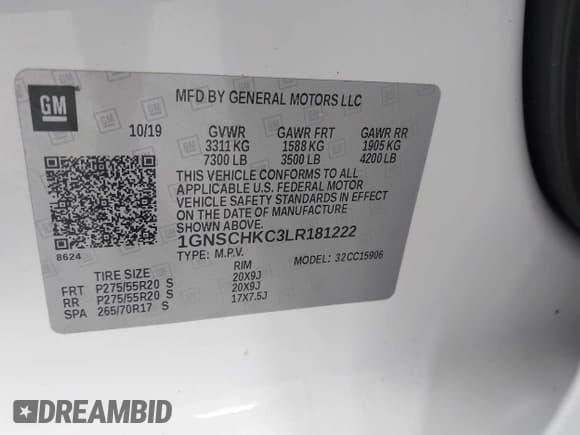 GM
MFD BY GENERAL MOTORS LLC
10/19 GVWR GAWR FRT GAWR RR
3311 KG 1588 KG 1905 KG
7300 LB 3500 LB 4200 LB
THIS VEHICLE CONFORMS TO ALL
APPLICABLE U.S. FEDERAL MOTOR
VEHICLE SAFETY STANDARDS IN EFFECT
ON THE DATE OF MANUFACTURE
SHOWN ABOVE.
1GNSCHKC3LR181222
8624
TYPE: M.P.V. MODEL: 32CC15906
TIRE SIZE RIM
FRT P275/55R20 S 20X9J
RR P275/55R20 S 20X9J
SPA 265/70R17 S 17X7.5J
DREAMBID